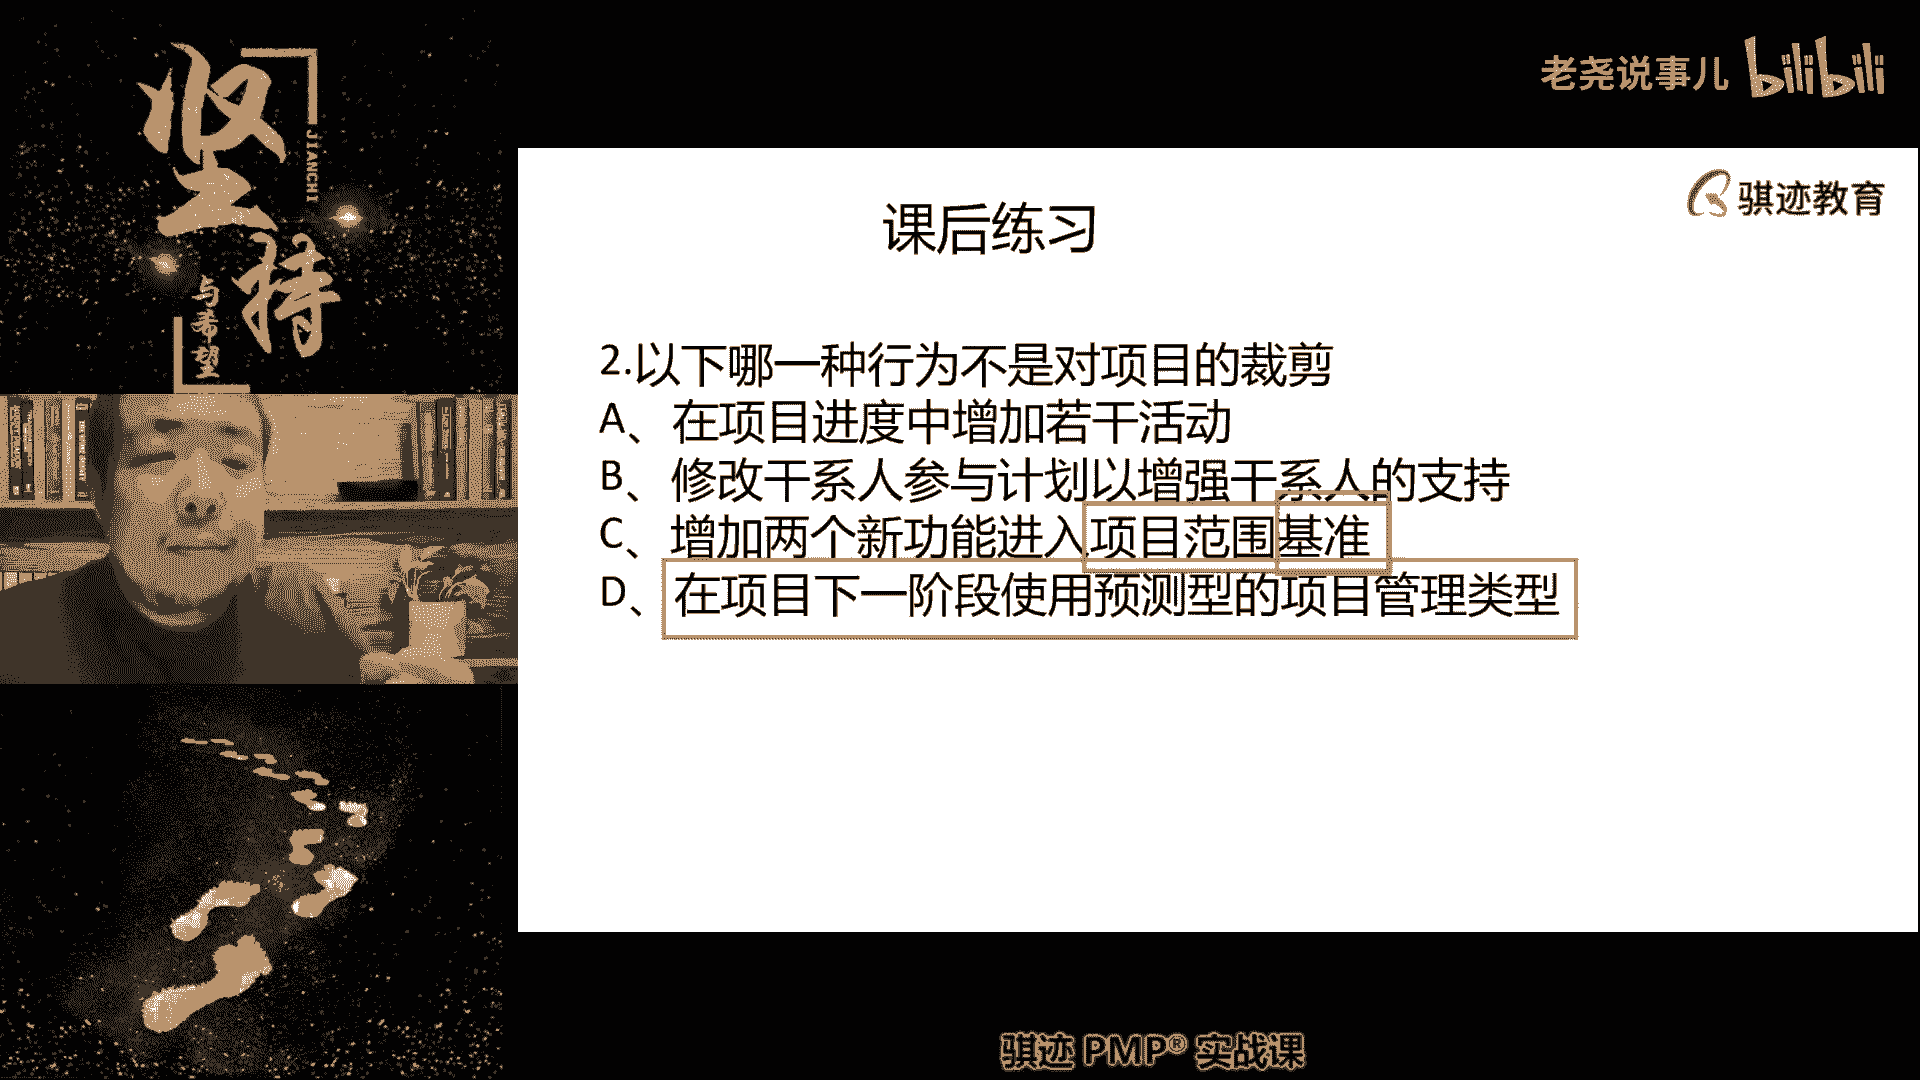 坚持
JIANCHI
与希望
老尧说事儿 bilibili
骐迹教育
课后练习
2.以下哪一种行为不是对项目的裁剪
A、在项目进度中增加若干活动
B、修改干系人参与计划以增强干系人的支持
C、增加两个新功能进入项目范围基准
D、在项目下一阶段使用预测型的项目管理类型
骐迹 PMP® 实战课